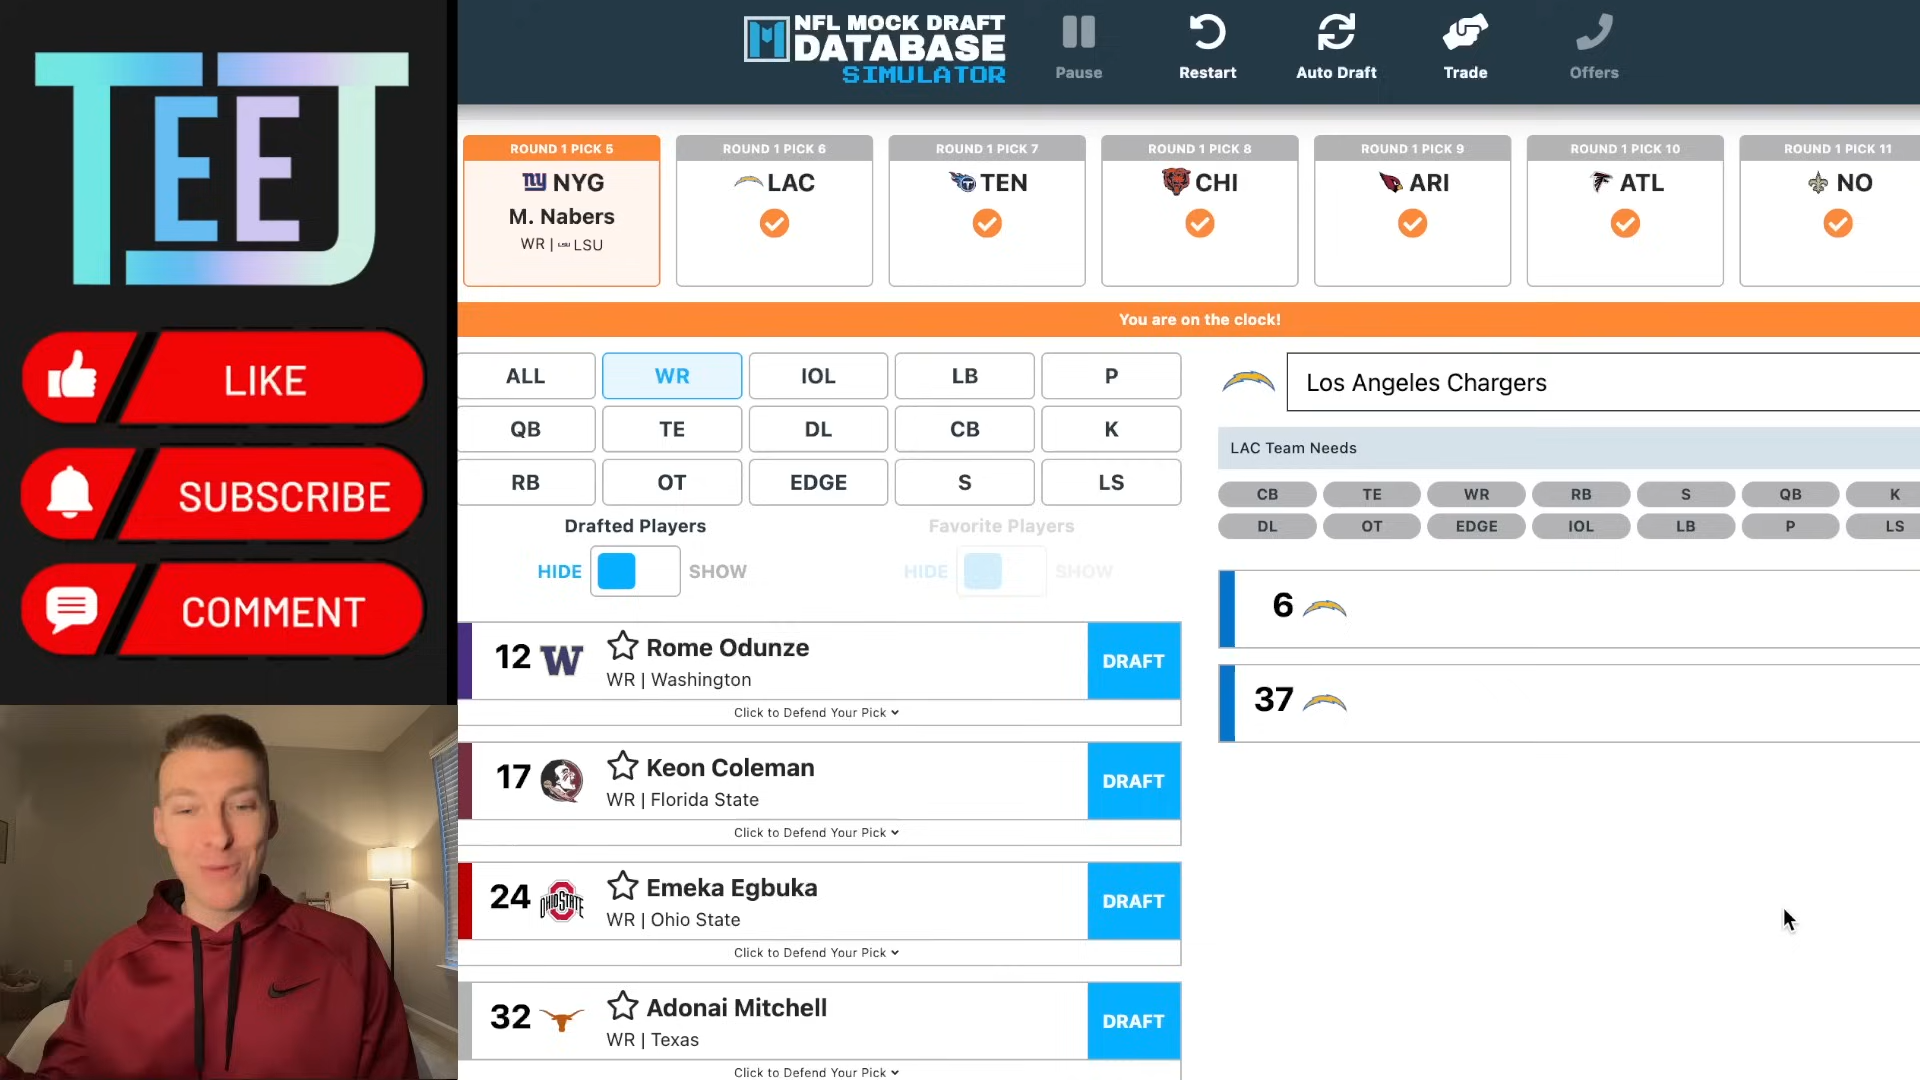 TEEJ
LIKE
SUBSCRIBE
COMMENT
NFL MOCK DRAFT
DATABASE
SIMULATOR
Pause
Restart
Auto Draft
Trade
Offers
ROUND 1 PICK 5
ny NYG
M. Nabers
WR | LSU LSU
ROUND 1 PICK 6
LAC
ROUND 1 PICK 7
TEN
ROUND 1 PICK 8
CHI
ROUND 1 PICK 9
ARI
ROUND 1 PICK 10
ATL
ROUND 1 PICK 11
NO
You are on the clock!
ALL WR IOL LB P
QB TE DL CB K
RB OT EDGE S LS
Drafted Players
HIDE SHOW
Favorite Players
HIDE SHOW
12 W Rome Odunze
WR | Washington
DRAFT
Click to Defend Your Pick
17 Keon Coleman
WR | Florida State
DRAFT
Click to Defend Your Pick
24 OHIO STATE Emeka Egbuka
WR | Ohio State
DRAFT
Click to Defend Your Pick
32 Adonai Mitchell
WR | Texas
DRAFT
Click to Defend Your Pick
Los Angeles Chargers
LAC Team Needs
CB TE WR RB S QB K
DL OT EDGE IOL LB P LS
6
37